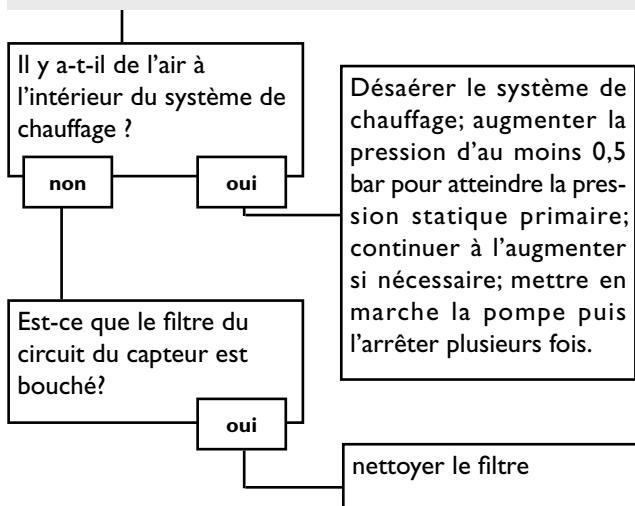 Il y a-t-il de l’air à
l’intérieur du système de
chauffage ?
non
oui
Désaérer le système de
chauffage; augmenter la
pression d’au moins 0,5
bar pour atteindre la pres-
sion statique primaire;
continuer à l’augmenter
si nécessaire; mettre en
marche la pompe puis
l’arrêter plusieurs fois.
Est-ce que le filtre du
circuit du capteur est
bouché?
oui
nettoyer le filtre